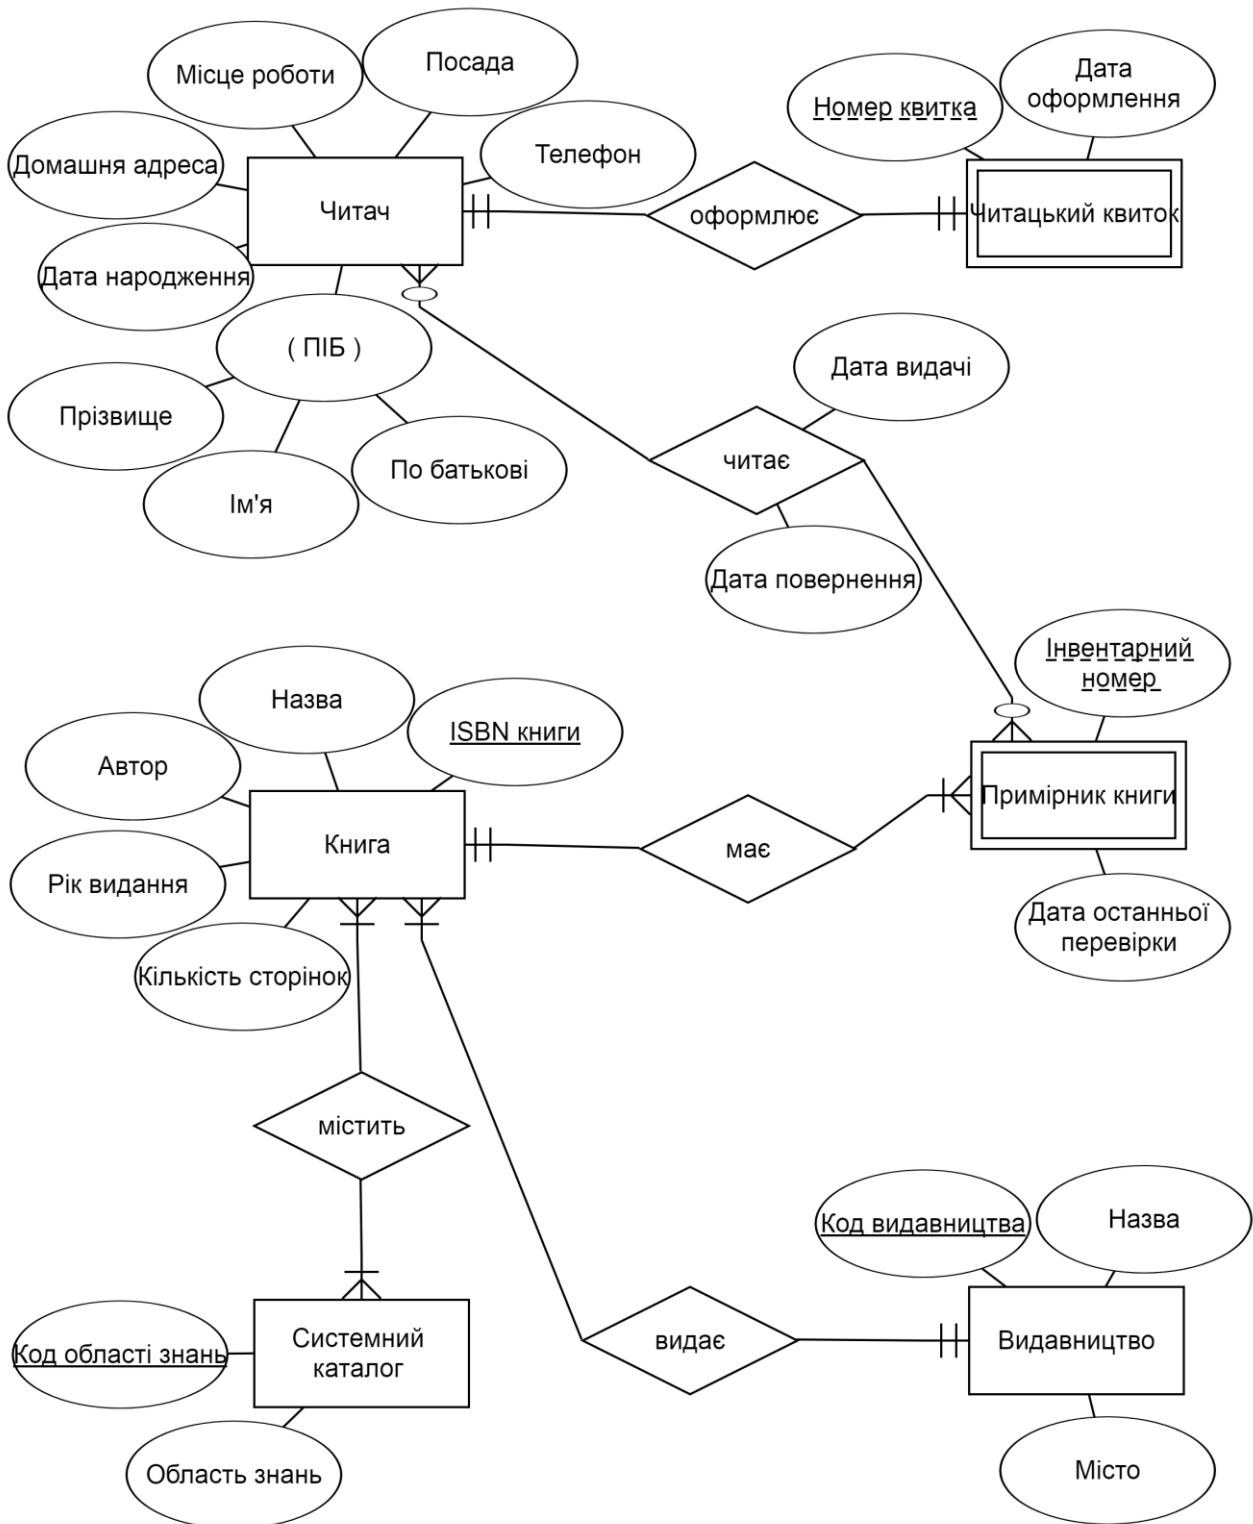 Посада
Місце роботи
Дата
оформлення
Номер квитка
Домашня адреса
Телефон
Читач
оформлює
Читацький квиток
Дата народження
( ПІБ )
Дата видачі
Прізвище
По батькові
читає
Ім'я
Дата повернення
Інвентарний
номер
Назва
ISBN книги
Автор
Примірник книги
Книга
має
Рік видання
Дата останньої
перевірки
Кількість сторінок
містить
Код видавництва
Назва
Системний
каталог
видає
Видавництво
Код області знань
Область знань
Місто